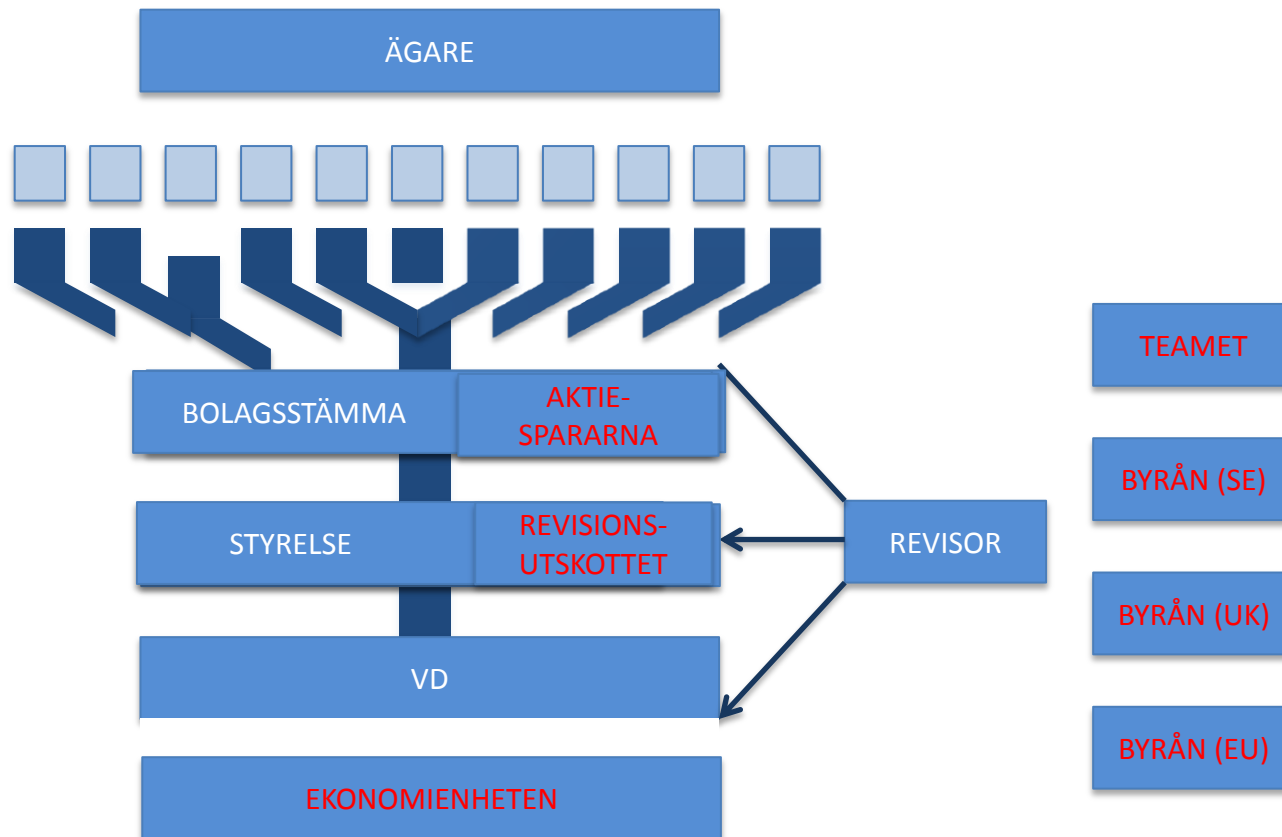 ÄGARE
TEAMET
BOLAGSSTÄMMA
AKTIE-
SPARARNA
BYRÅN (SE)
STYRELSE
REVISIONS-
UTSKOTTET
REVISOR
BYRÅN (UK)
VD
BYRÅN (EU)
EKONOMIENHETEN